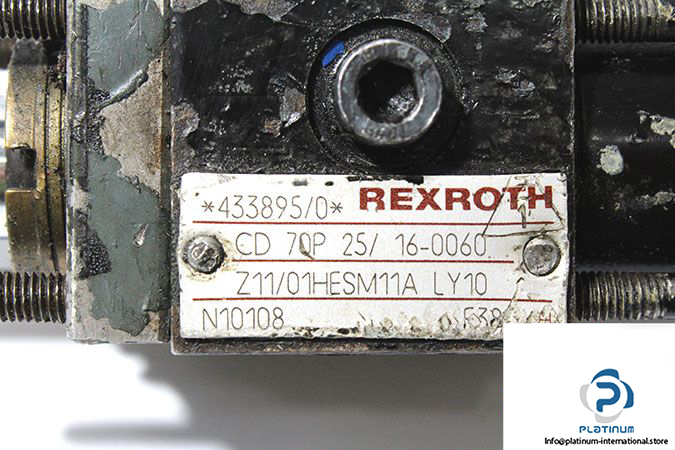 *433895/0* REXROTH
CD 70P 25/ 16-0060
Z11/01HESM11A LY10
N10108
PLATINUM
Info@platinum-international.store